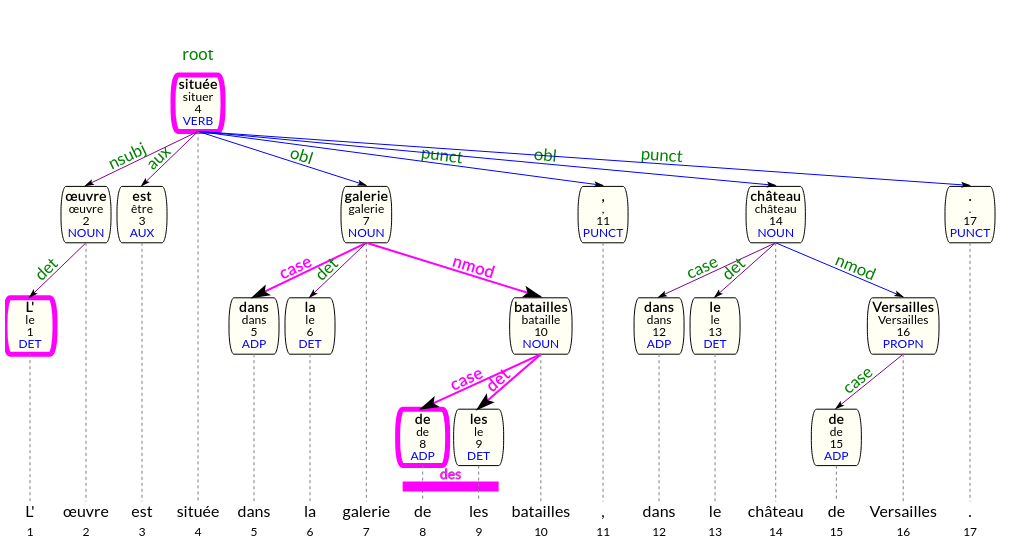 root
située
situer
4
VERB
nsubj aux obl punct obl punct
œuvre est galerie , château .
œuvre être galerie , château .
2 3 7 11 14 17
NOUN AUX NOUN PUNCT NOUN PUNCT
det case det nmod case det nmod
L' dans la batailles dans le Versailles
le dans le bataille dans le Versailles
1 5 6 10 12 13 16
DET ADP DET NOUN ADP DET PROPN
case det case
de les de
de le de
8 9 15
ADP DET ADP
des
L' œuvre est située dans la galerie de les batailles , dans le château de Versailles .
1 2 3 4 5 6 7 8 9 10 11 12 13 14 15 16 17